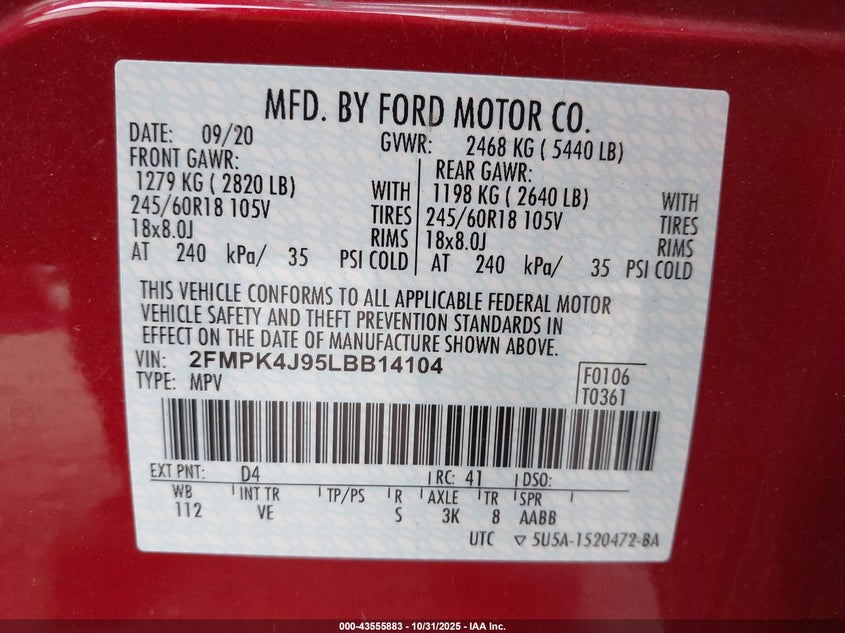 MFD. BY FORD MOTOR CO.
DATE: 09/20 GVWR: 2468 KG ( 5440 LB)
FRONT GAWR: REAR GAWR:
1279 KG ( 2820 LB) WITH 1198 KG ( 2640 LB) WITH
245/60R18 105V TIRES 245/60R18 105V TIRES
18x8.0J RIMS 18x8.0J RIMS
AT 240 kPa/ 35 PSI COLD AT 240 kPa/ 35 PSI COLD
THIS VEHICLE CONFORMS TO ALL APPLICABLE FEDERAL MOTOR
VEHICLE SAFETY AND THEFT PREVENTION STANDARDS IN
EFFECT ON THE DATE OF MANUFACTURE SHOWN ABOVE.
VIN: 2FMPK4J95LBB14104
TYPE: MPV
F0106
T0361
EXT PNT: D4 RC: 41 DSO:
WB INT TR TP/PS R AXLE TR SPR
112 VE S 3K 8 AABB
UTC ▽ 5U5A-1520472-BA
000-43555883 - 10/31/2025 - IAA Inc.